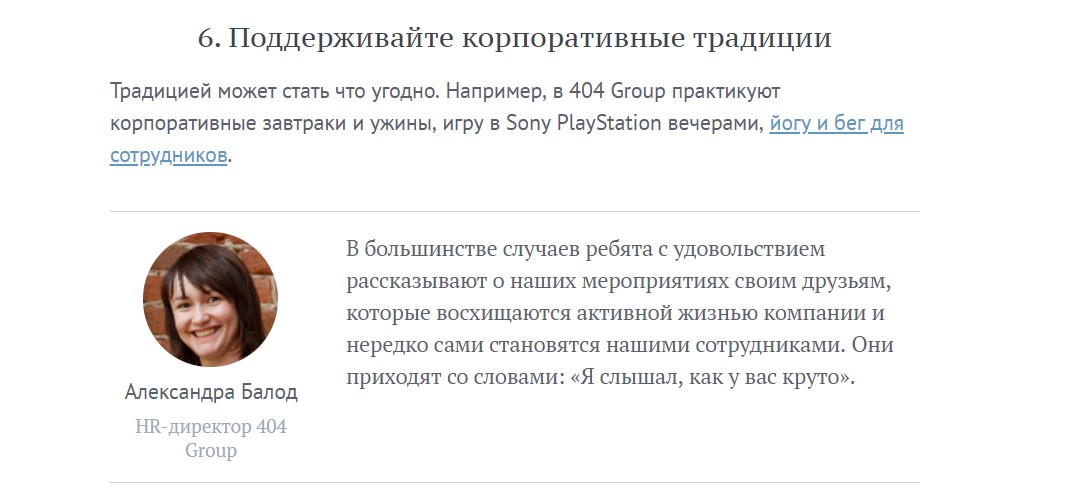 6. Поддерживайте корпоративные традиции
Традицией может стать что угодно. Например, в 404 Group практикуют
корпоративные завтраки и ужины, игру в Sony PlayStation вечерами, йогу и бег для
сотрудников.
В большинстве случаев ребята с удовольствием
рассказывают о наших мероприятиях своим друзьям,
которые восхищаются активной жизнью компании и
нередко сами становятся нашими сотрудниками. Они
приходят со словами: «Я слышал, как у вас круто».
Александра Балод
HR-директор 404
Group